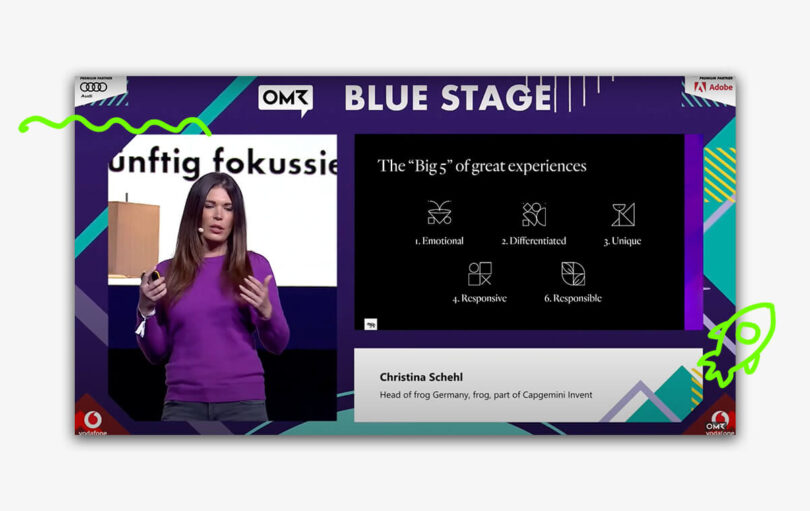 PREMIUM PARTNER
Audi
OMR
BLUE STAGE
PREMIUM PARTNER
Adobe
unftig fokussie
The “Big 5” of great experiences
1. Emotional
2. Differentiated
3. Unique
4. Responsive
6. Responsible
Christina Schehl
Head of frog Germany, frog, part of Capgemini Invent
vodafone
OMR
vodafone